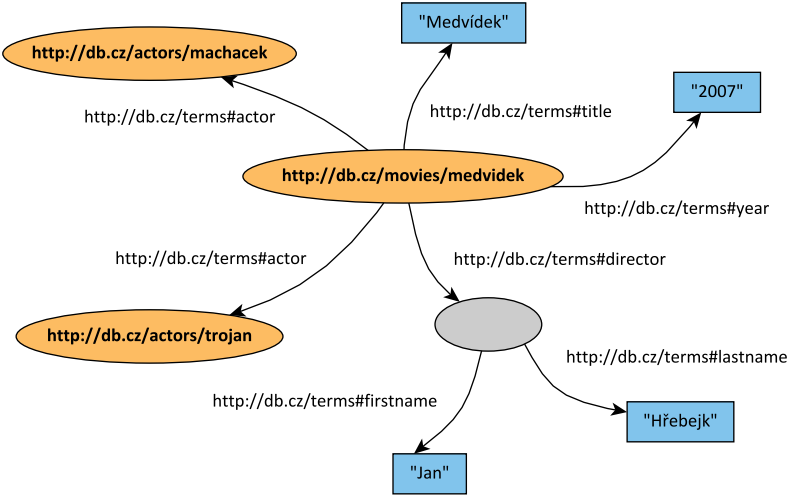 "Medvídek"
http://db.cz/actors/machacek
"2007"
http://db.cz/terms#actor
http://db.cz/terms#title
http://db.cz/movies/medvidek
http://db.cz/terms#year
http://db.cz/terms#actor
http://db.cz/terms#director
http://db.cz/actors/trojan
http://db.cz/terms#lastname
http://db.cz/terms#firstname
"Hřebejk"
"Jan"